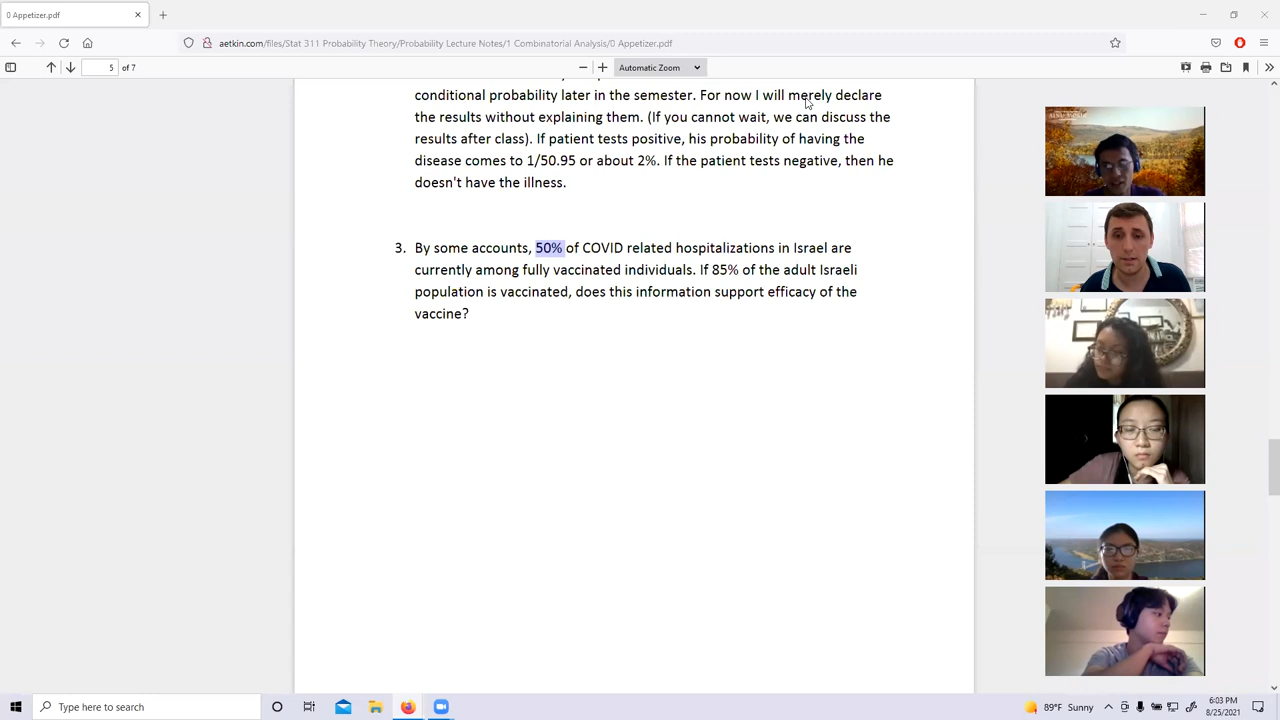 0 Appetizer.pdf
aetkin.com/files/Stat 311 Probability Theory/Probability Lecture Notes/1 Combinatorial Analysis/0 Appetizer.pdf
5 of 7
Automatic Zoom
conditional probability later in the semester. For now I will merely declare
the results without explaining them. (If you cannot wait, we can discuss the
results after class). If patient tests positive, his probability of having the
disease comes to 1/50.95 or about 2%. If the patient tests negative, then he
doesn't have the illness.
3. By some accounts, 50% of COVID related hospitalizations in Israel are
currently among fully vaccinated individuals. If 85% of the adult Israeli
population is vaccinated, does this information support efficacy of the
vaccine?
Type here to search
89°F Sunny
6:03 PM
8/25/2021